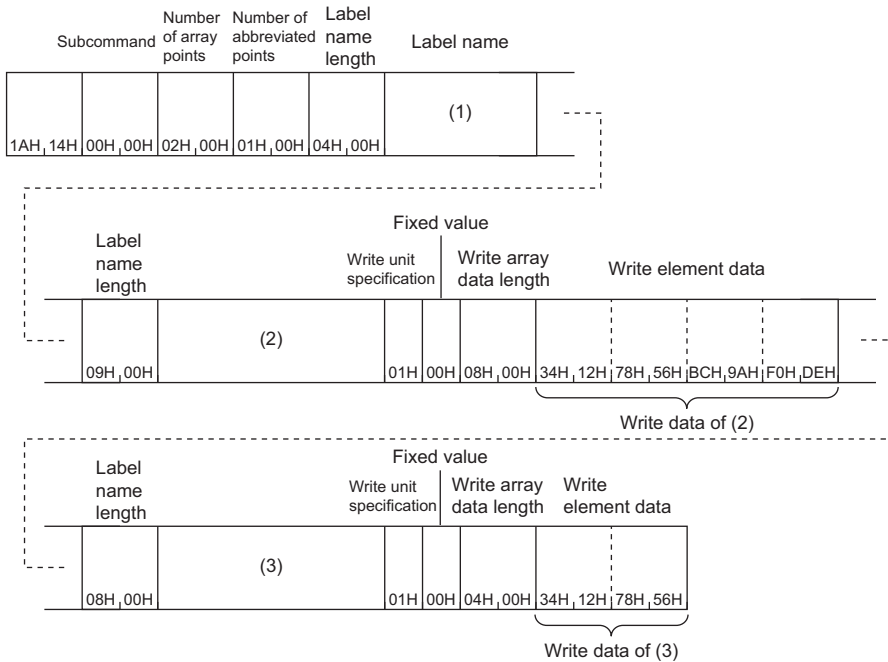 Subcommand
Number of array points
Number of abbreviated points
Label name length
Label name
1AH 14H 00H 00H 02H 00H 01H 00H 04H 00H
(1)
Label name length
Write unit specification
Fixed value
Write array data length
Write element data
09H 00H
(2)
01H 00H 08H 00H 34H 12H 78H 56H BCH 9AH F0H DEH
Write data of (2)
Label name length
Write unit specification
Fixed value
Write array data length
Write element data
08H 00H
(3)
01H 00H 04H 00H 34H 12H 78H 56H
Write data of (3)